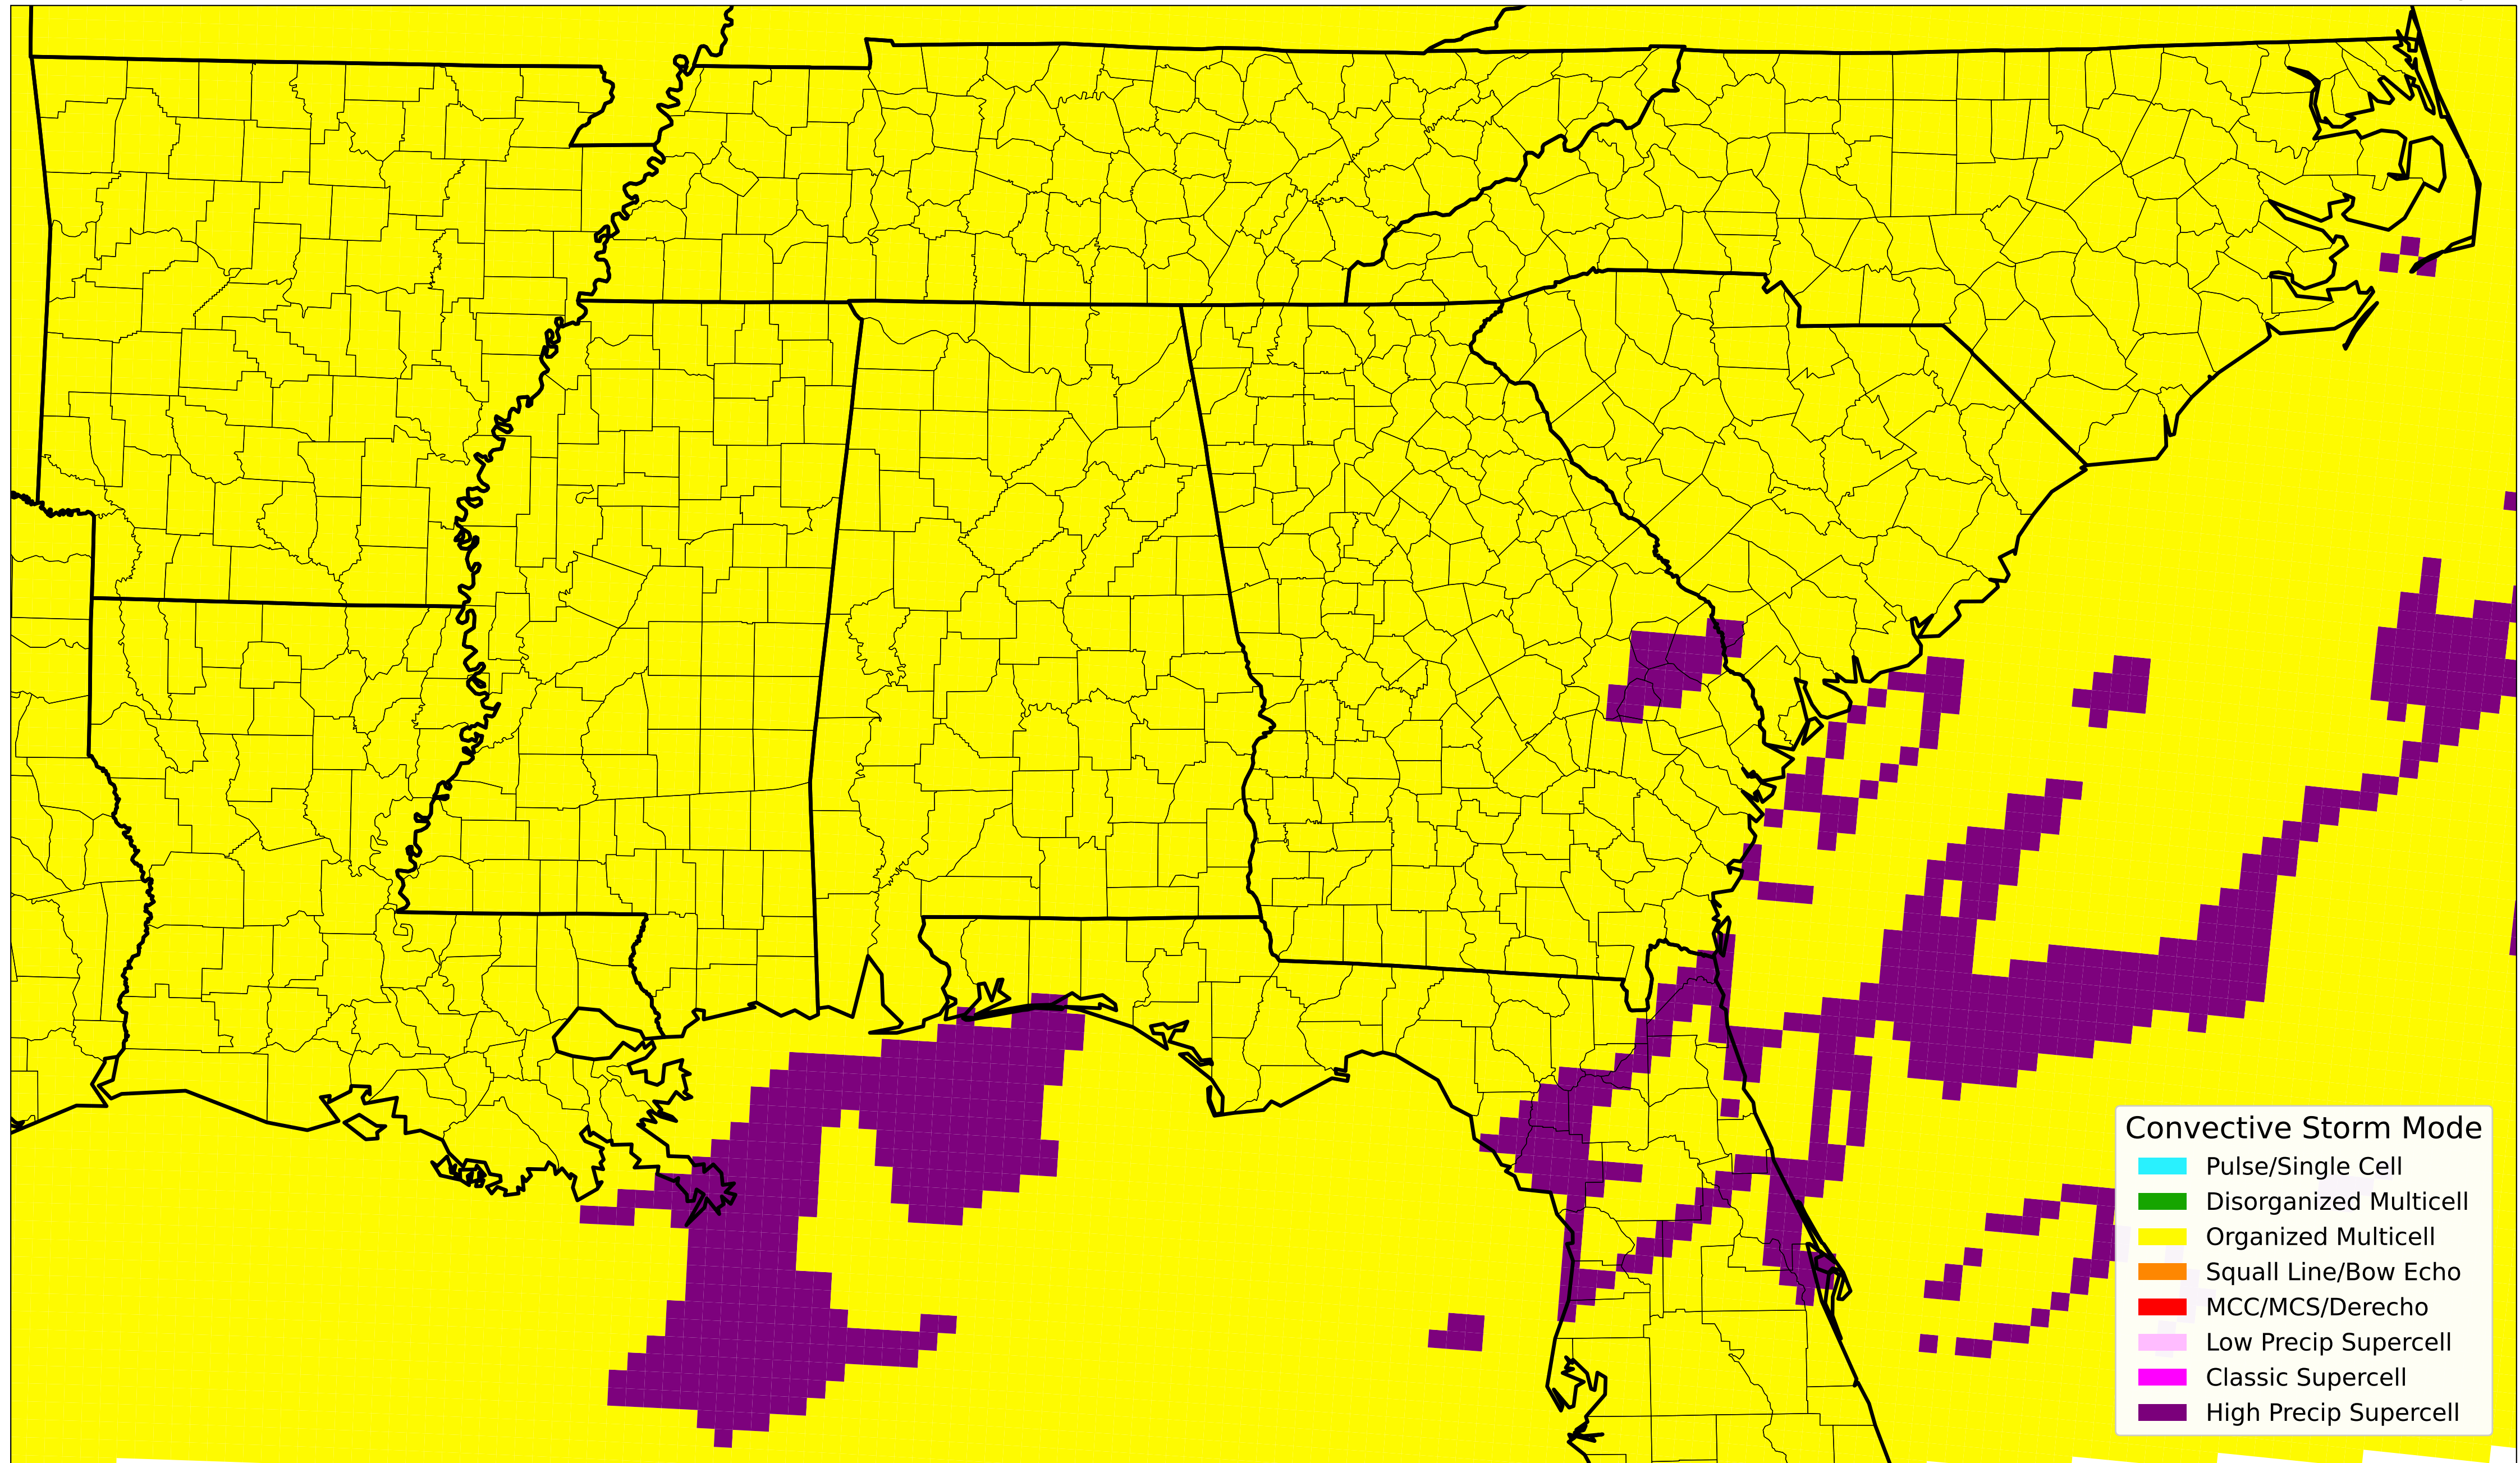 Convective Storm Mode
Pulse/Single Cell
Disorganized Multicell
Organized Multicell
Squall Line/Bow Echo
MCC/MCS/Derecho
Low Precip Supercell
Classic Supercell
High Precip Supercell